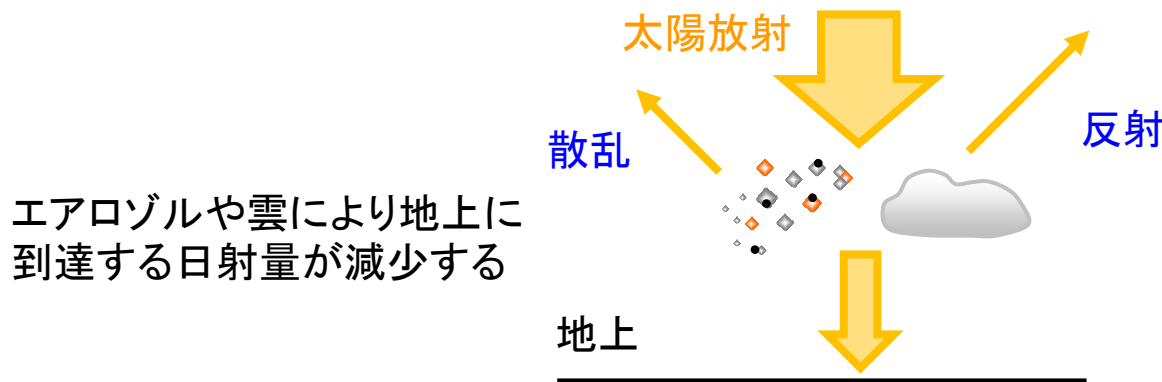 太陽放射
散乱
反射
エアロゾルや雲により地上に
到達する日射量が減少する
地上